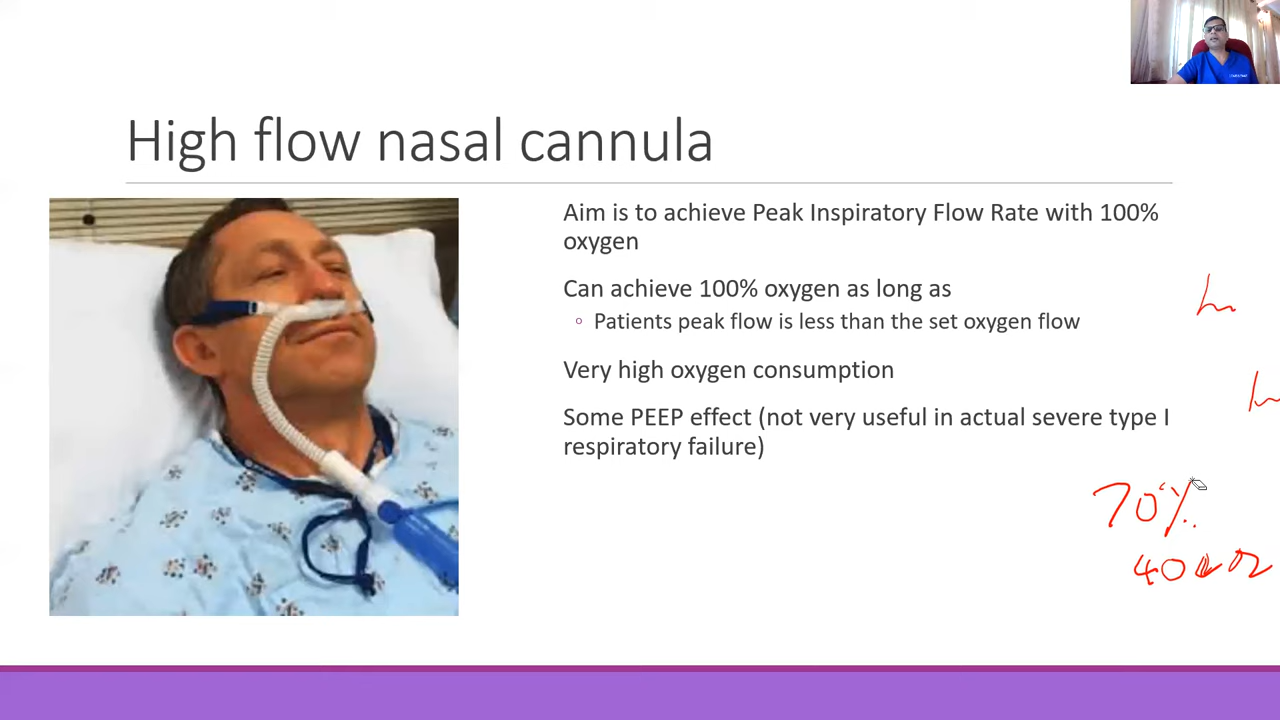 High flow nasal cannula
Aim is to achieve Peak Inspiratory Flow Rate with 100%
oxygen
Can achieve 100% oxygen as long as
Patients peak flow is less than the set oxygen flow
Very high oxygen consumption
Some PEEP effect (not very useful in actual severe type I
respiratory failure)
70%
40